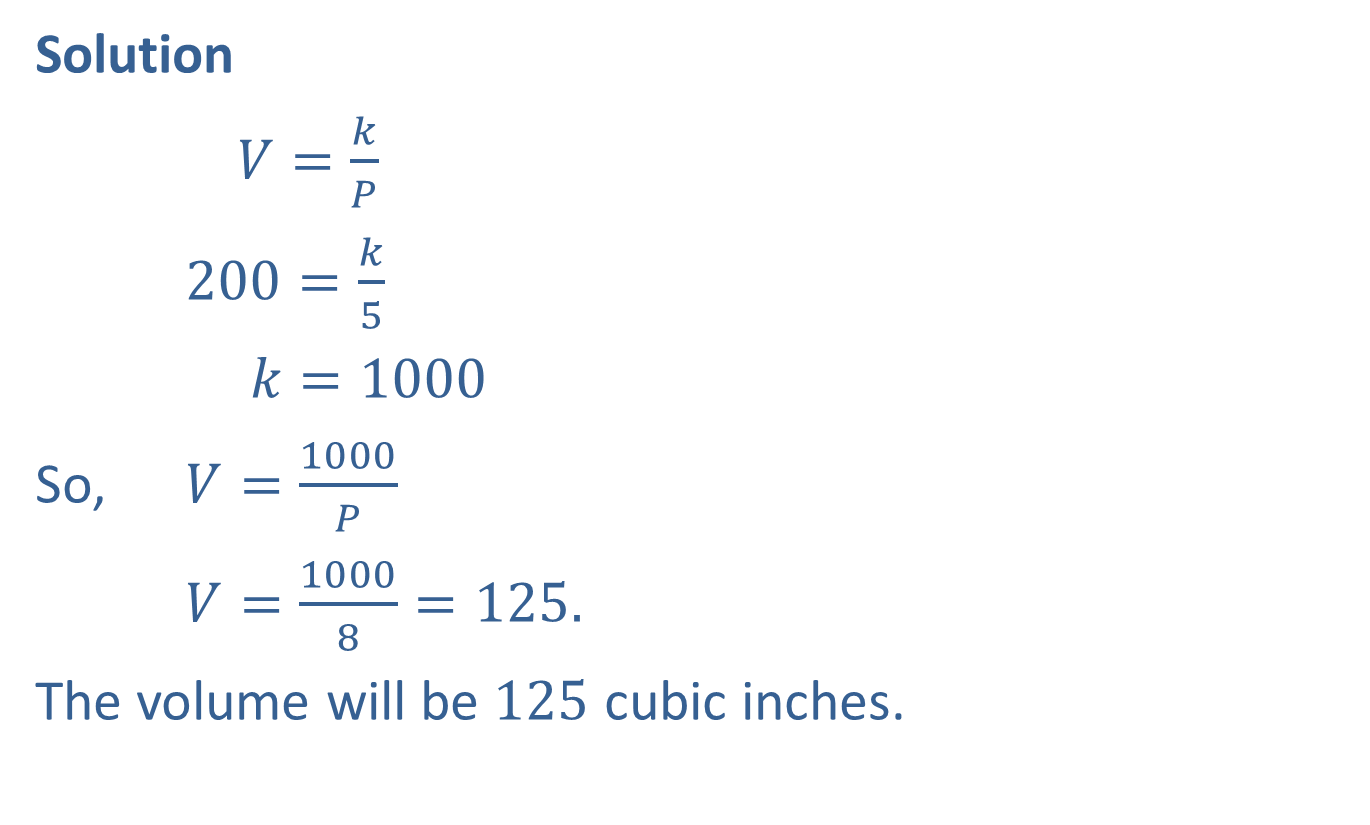 Solution
V = k/P
200 = k/5
k = 1000
So, V = 1000/P
V = 1000/8 = 125.
The volume will be 125 cubic inches.